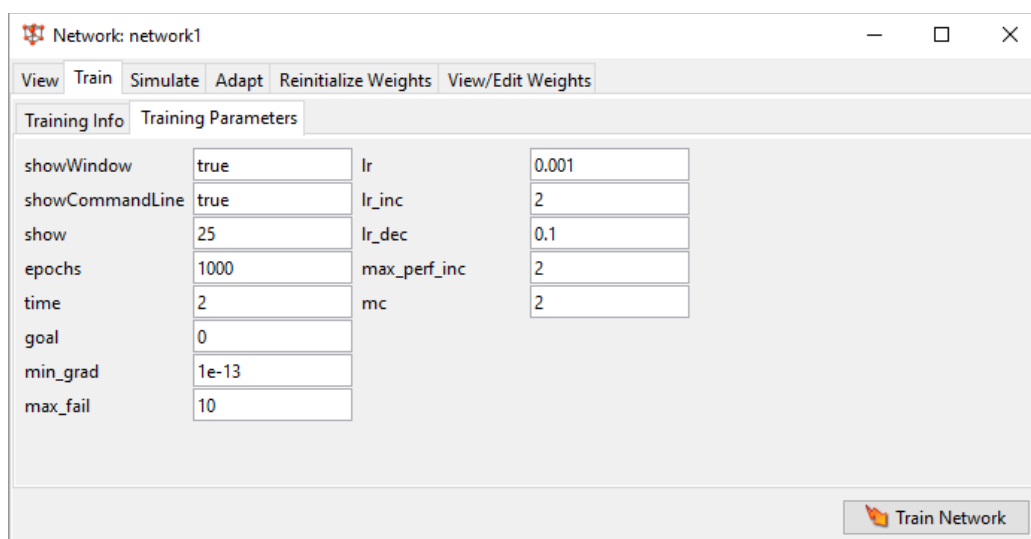 Network: network1
View Train Simulate Adapt Reinitialize Weights View/Edit Weights
Training Info Training Parameters
showWindow true lr 0.001
showCommandLine true lr_inc 2
show 25 lr_dec 0.1
epochs 1000 max_perf_inc 2
time 2 mc 2
goal 0
min_grad 1e-13
max_fail 10
Train Network